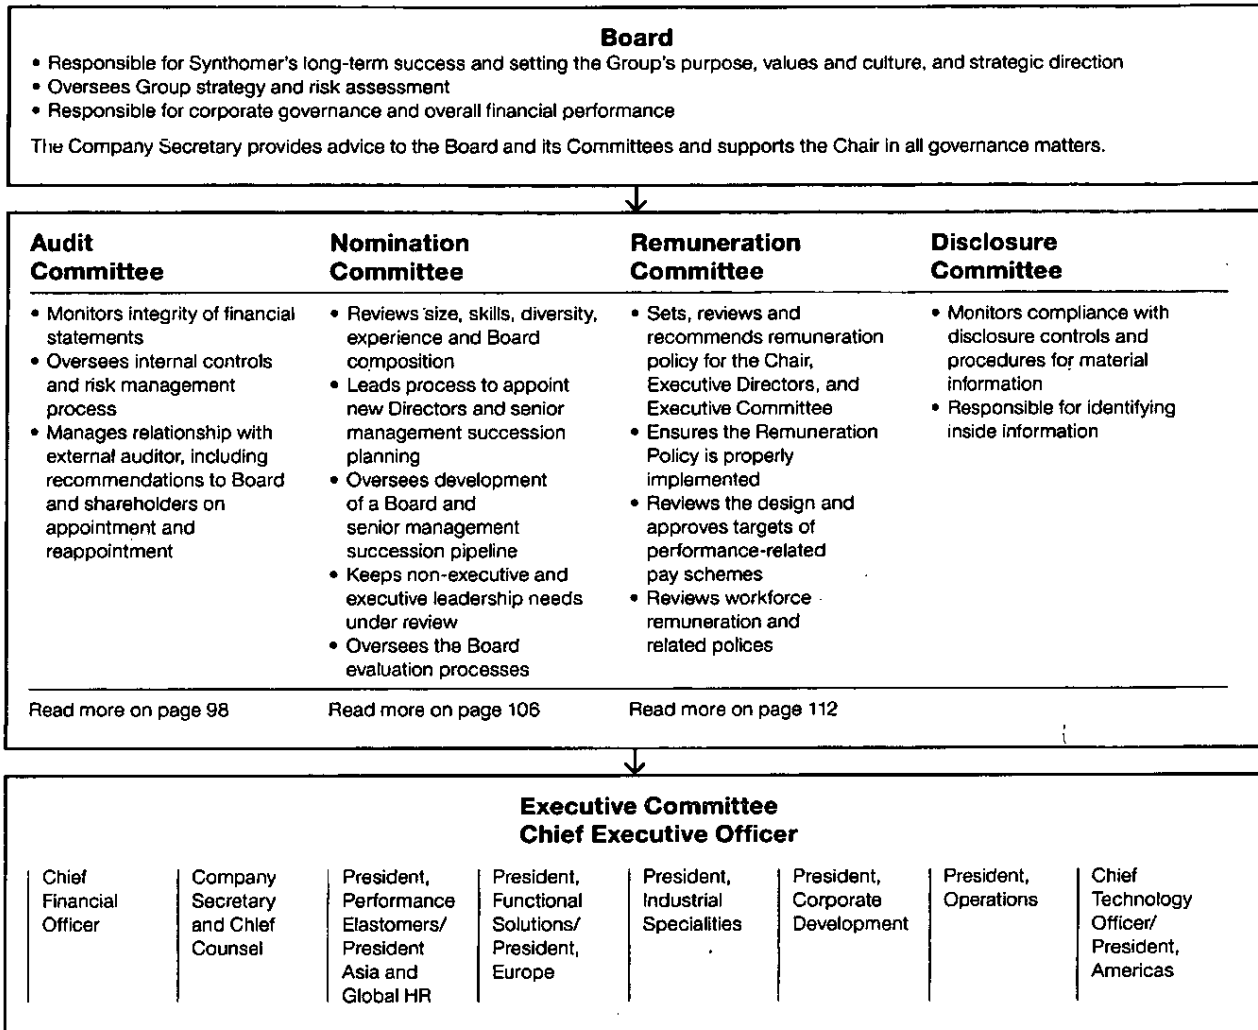 Board
• Responsible for Synthomer's long-term success and setting the Group's purpose, values and culture, and strategic direction
• Oversees Group strategy and risk assessment
• Responsible for corporate governance and overall financial performance
The Company Secretary provides advice to the Board and its Committees and supports the Chair in all governance matters.
Audit
Committee
• Monitors integrity of financial
statements
• Oversees internal controls
and risk management
process
• Manages relationship with
external auditor, including
recommendations to Board
and shareholders on
appointment and
reappointment
Read more on page 98
Nomination
Committee
• Reviews size, skills, diversity,
experience and Board
composition
• Leads process to appoint
new Directors and senior
management succession
planning
• Oversees development
of a Board and
senior management
succession pipeline
• Keeps non-executive and
executive leadership needs
under review
• Oversees the Board
evaluation processes
Read more on page 106
Remuneration
Committee
• Sets, reviews and
recommends remuneration
policy for the Chair,
Executive Directors, and
Executive Committee
• Ensures the Remuneration
Policy is properly
implemented
• Reviews the design and
approves targets of
performance-related
pay schemes
• Reviews workforce
remuneration and
related polices
Read more on page 112
Disclosure
Committee
• Monitors compliance with
disclosure controls and
procedures for material
information
• Responsible for identifying
inside information
Executive Committee
Chief Executive Officer
Chief
Financial
Officer
Company
Secretary
and Chief
Counsel
President,
Performance
Elastomers/
President
Asia and
Global HR
President,
Functional
Solutions/
President,
Europe
President,
Industrial
Specialities
President,
Corporate
Development
President,
Operations
Chief
Technology
Officer/
President,
Americas